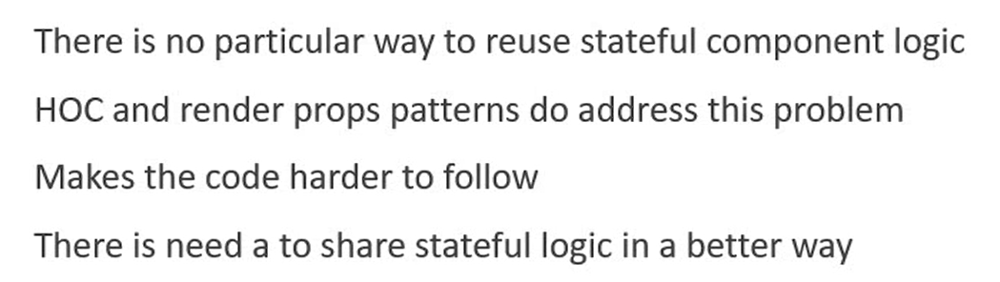 There is no particular way to reuse stateful component logic
HOC and render props patterns do address this problem
Makes the code harder to follow
There is need a to share stateful logic in a better way